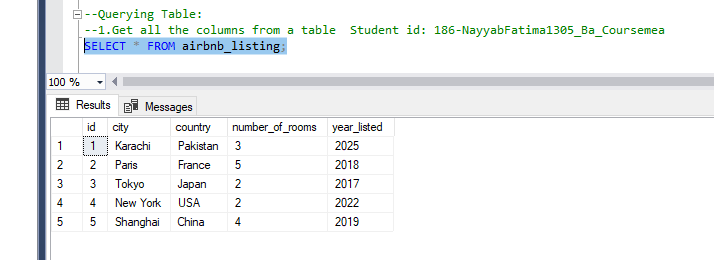 --Querying Table:
--1.Get all the columns from a table  Student id: 186-NayyabFatima1305_Ba_Coursemea
SELECT * FROM airbnb_listing;
100 %
Results Messages
id city country number_of_rooms year_listed
1 1 Karachi Pakistan 3 2025
2 2 Paris France 5 2018
3 3 Tokyo Japan 2 2017
4 4 New York USA 2 2022
5 5 Shanghai China 4 2019